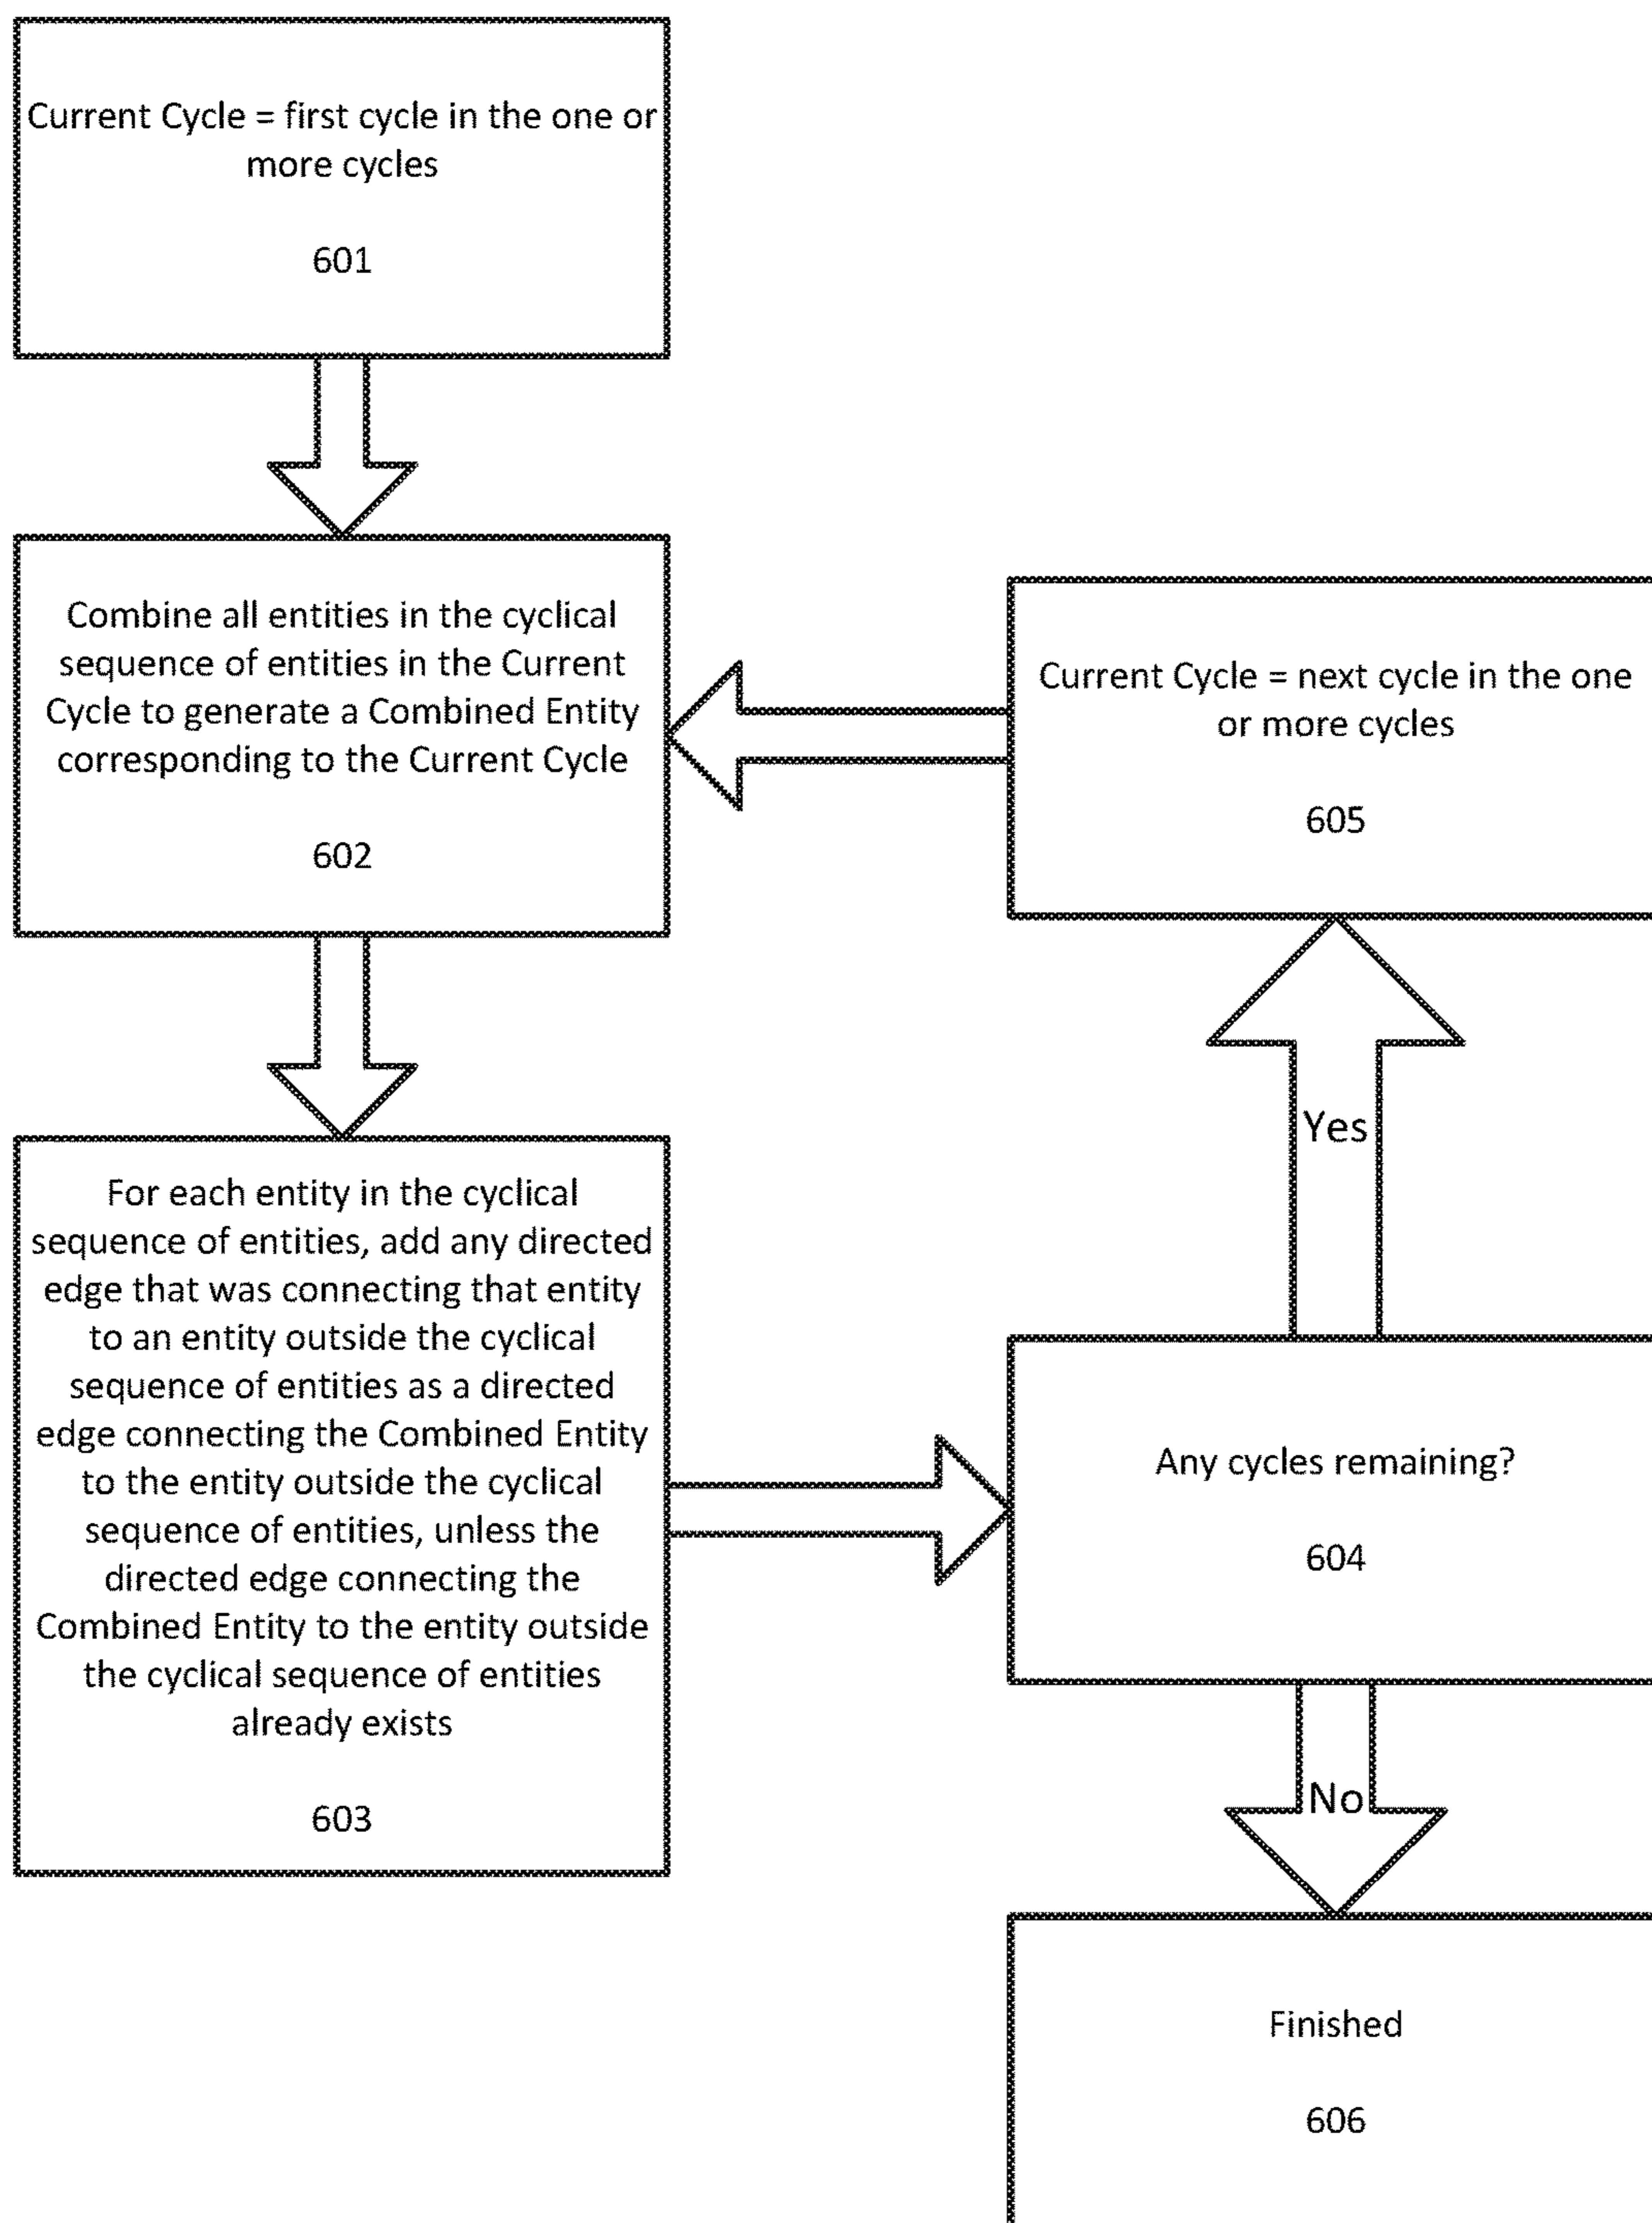 Current Cycle = first cycle in the one or
more cycles
601
Combine all entities in the cyclical
sequence of entities in the Current
Cycle to generate a Combined Entity
corresponding to the Current Cycle
602
For each entity in the cyclical
sequence of entities, add any directed
edge that was connecting that entity
to an entity outside the cyclical
sequence of entities as a directed
edge connecting the Combined Entity
to the entity outside the cyclical
sequence of entities, unless the
directed edge connecting the
Combined Entity to the entity outside
the cyclical sequence of entities
already exists
603
Any cycles remaining?
604
Yes
Current Cycle = next cycle in the one
or more cycles
605
No
Finished
606